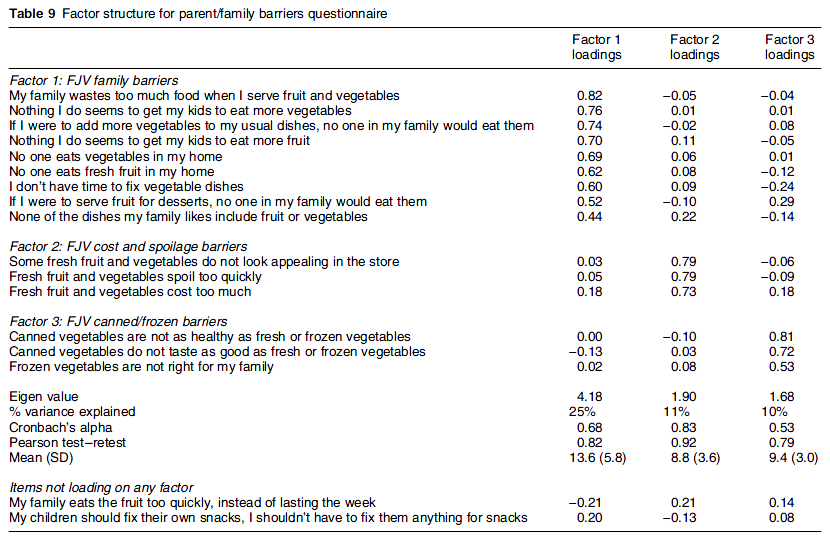 Table 9 Factor structure for parent/family barriers questionnaire
Factor 1 loadings Factor 2 loadings Factor 3 loadings
Factor 1: FJV family barriers
My family wastes too much food when I serve fruit and vegetables 0.82 −0.05 −0.04
Nothing I do seems to get my kids to eat more vegetables 0.76 0.01 0.01
If I were to add more vegetables to my usual dishes, no one in my family would eat them 0.74 −0.02 0.08
Nothing I do seems to get my kids to eat more fruit 0.70 0.11 −0.05
No one eats vegetables in my home 0.69 0.06 0.01
No one eats fresh fruit in my home 0.62 0.08 −0.12
I don't have time to fix vegetable dishes 0.60 0.09 −0.24
If I were to serve fruit for desserts, no one in my family would eat them 0.52 −0.10 0.29
None of the dishes my family likes include fruit or vegetables 0.44 0.22 −0.14
Factor 2: FJV cost and spoilage barriers
Some fresh fruit and vegetables do not look appealing in the store 0.03 0.79 −0.06
Fresh fruit and vegetables spoil too quickly 0.05 0.79 −0.09
Fresh fruit and vegetables cost too much 0.18 0.73 0.18
Factor 3: FJV canned/frozen barriers
Canned vegetables are not as healthy as fresh or frozen vegetables 0.00 −0.10 0.81
Canned vegetables do not taste as good as fresh or frozen vegetables −0.13 0.03 0.72
Frozen vegetables are not right for my family 0.02 0.08 0.53
Eigen value 4.18 1.90 1.68
% variance explained 25% 11% 10%
Cronbach's alpha 0.68 0.83 0.53
Pearson test–retest 0.82 0.92 0.79
Mean (SD) 13.6 (5.8) 8.8 (3.6) 9.4 (3.0)
Items not loading on any factor
My family eats the fruit too quickly, instead of lasting the week −0.21 0.21 0.14
My children should fix their own snacks, I shouldn't have to fix them anything for snacks 0.20 −0.13 0.08